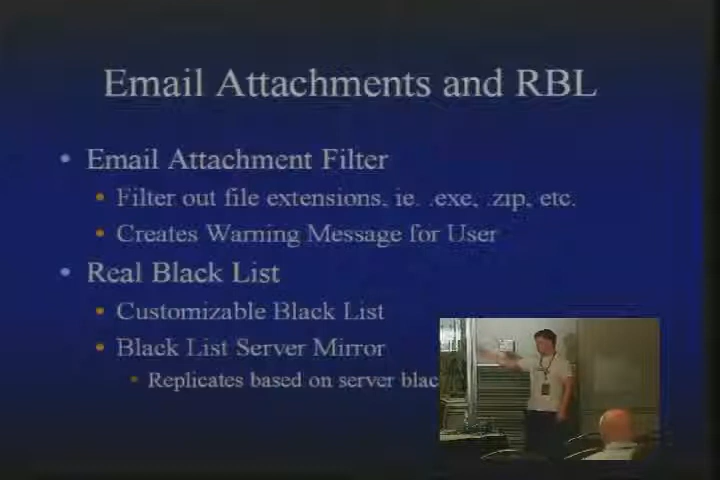 Email Attachments and RBL
• Email Attachment Filter
• Filter out file extensions, ie. .exe, .zip, etc.
• Creates Warning Message for User
• Real Black List
• Customizable Black List
• Black List Server Mirror
• Replicates based on server